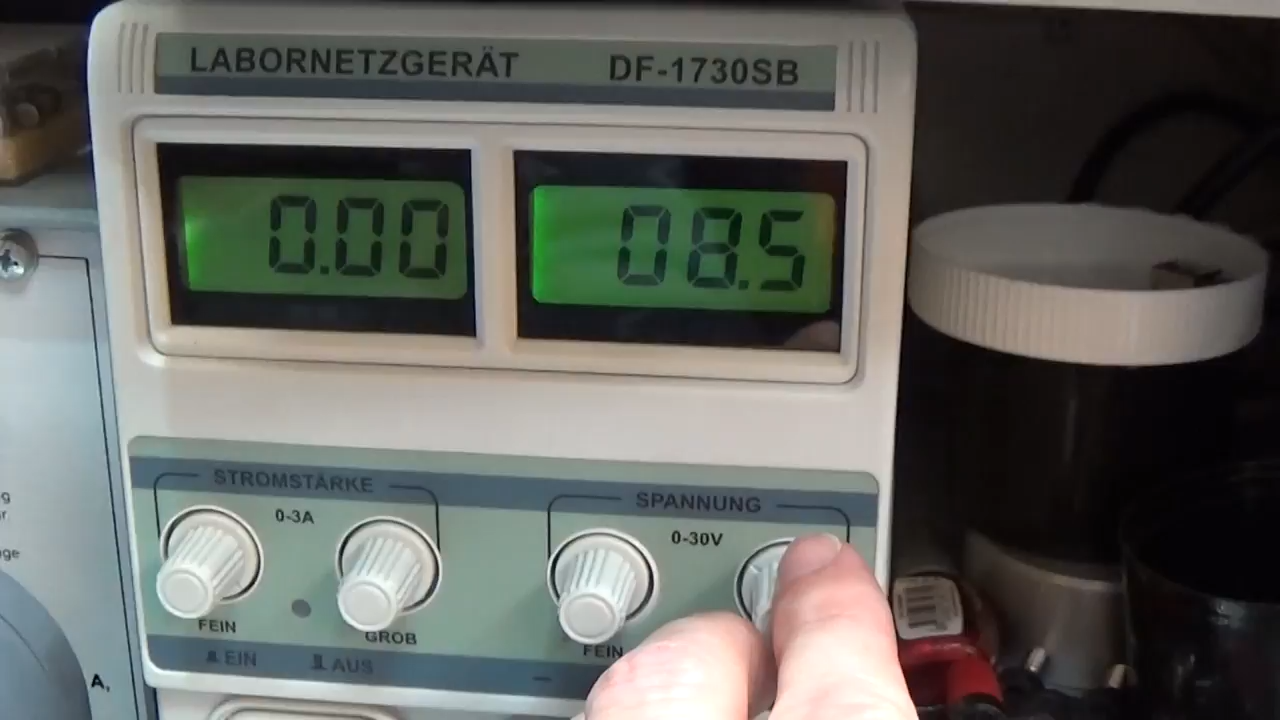 LABORNETZGERÄT DF-1730SB
0.00 08.5
STROMSTÄRKE SPANNUNG
0-3A 0-30V
FEIN GROB FEIN
EIN AUS
A,